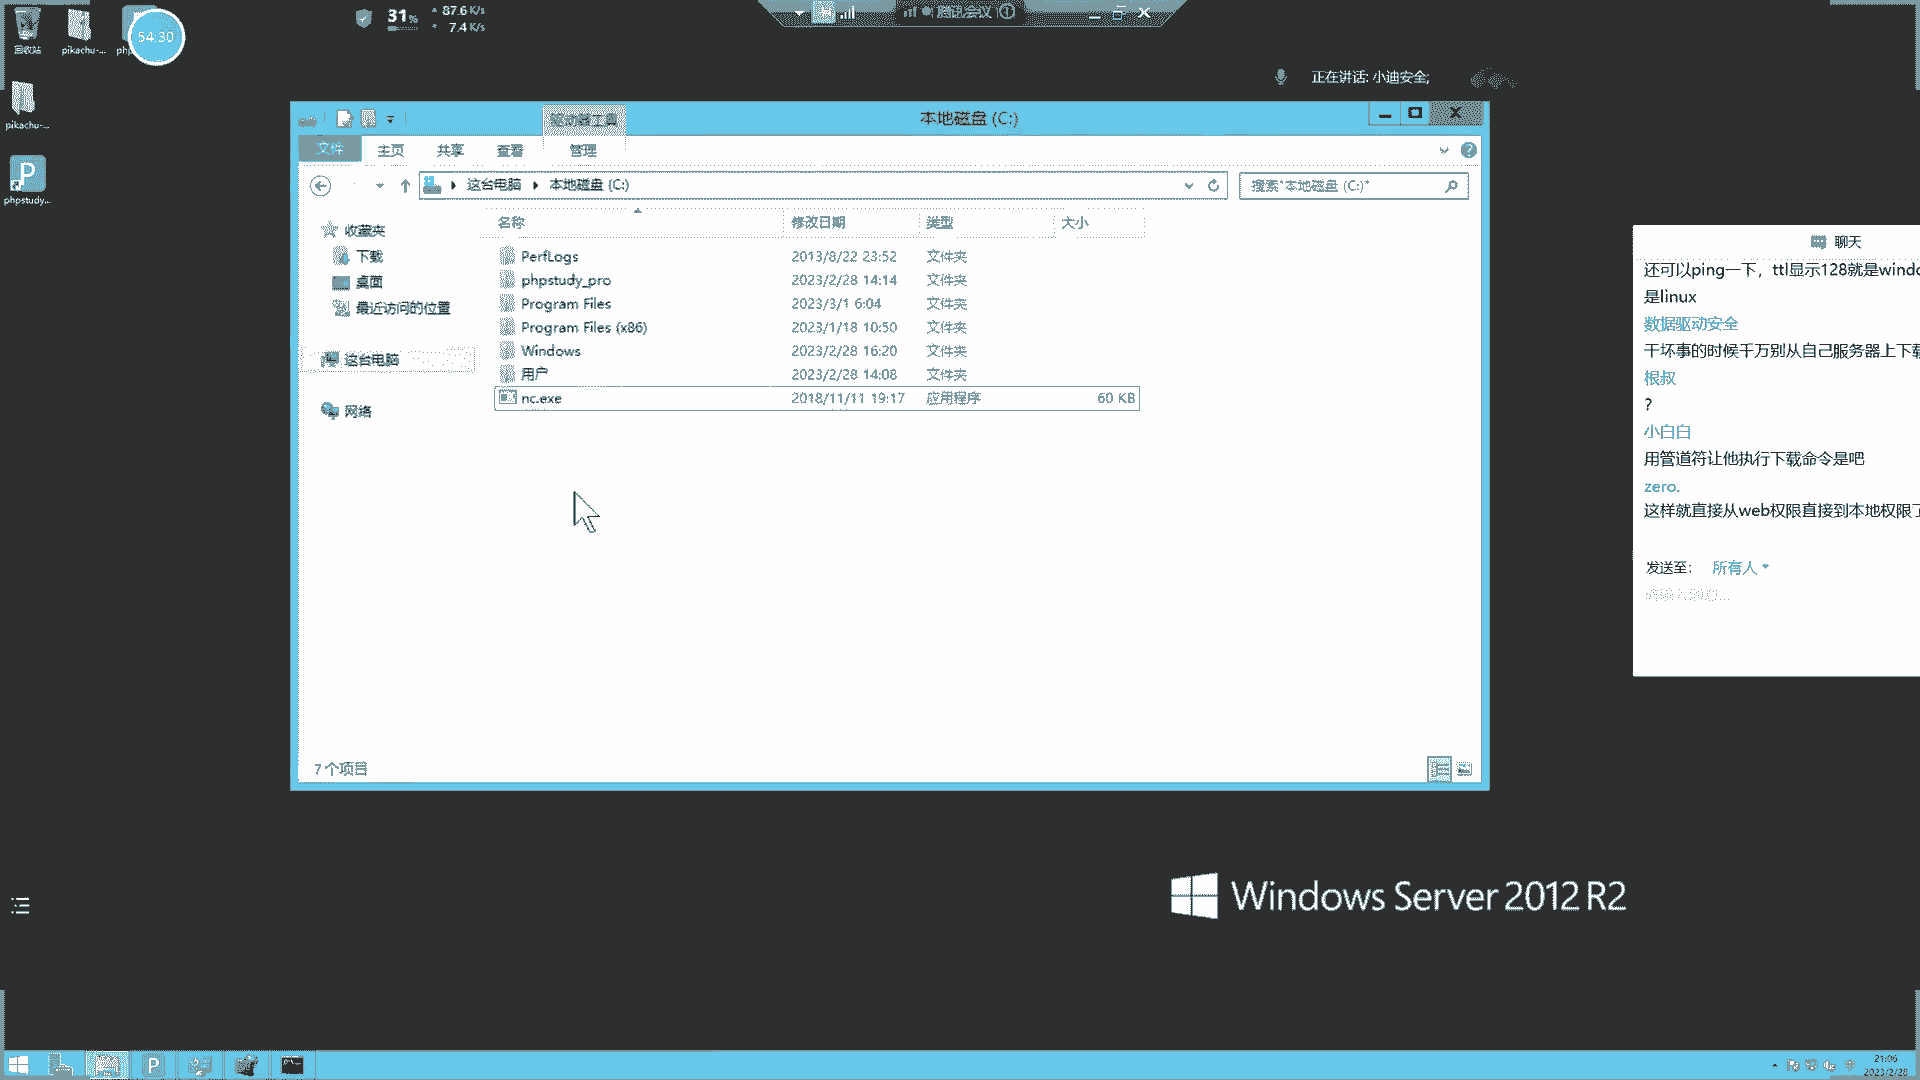 回收站
pikachu-...
php
54:30
31%
87.6 K/s
7.4 K/s
腾讯会议
正在讲话: 小迪安全;
pikachu-...
phpstudy...
驱动器工具
本地磁盘 (C:)
文件
主页
共享
查看
管理
这台电脑
本地磁盘 (C:)
搜索"本地磁盘 (C:)"
收藏夹
下载
桌面
最近访问的位置
这台电脑
网络
名称
修改日期
类型
大小
PerfLogs
2013/8/22 23:52
文件夹
phpstudy_pro
2023/2/28 14:14
文件夹
Program Files
2023/3/1 6:04
文件夹
Program Files (x86)
2023/1/18 10:50
文件夹
Windows
2023/2/28 16:20
文件夹
用户
2023/2/28 14:08
文件夹
nc.exe
2018/11/11 19:17
应用程序
60 KB
7 个项目
聊天
还可以ping一下，ttl显示128就是windo
是linux
数据驱动安全
干坏事的时候千万别从自己服务器上下载
根叔
?
小白白
用管道符让他执行下载命令是吧
zero.
这样就直接从web权限直接到本地权限了
发送至:
所有人
Windows Server 2012 R2
21:06
2023/2/28